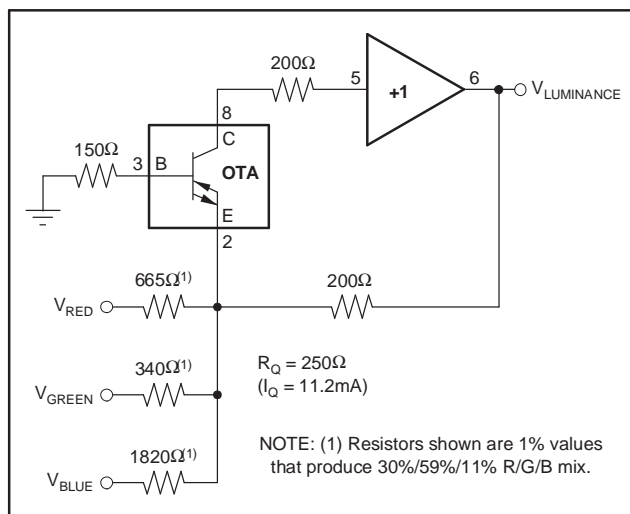 200Ω
5
+1
6
V_LUMINANCE
8
C
150Ω
3
B
OTA
E
2
665Ω(1)
200Ω
V_RED
R_Q = 250Ω
340Ω(1)
(I_Q = 11.2mA)
V_GREEN
NOTE: (1) Resistors shown are 1% values
1820Ω(1)
that produce 30%/59%/11% R/G/B mix.
V_BLUE